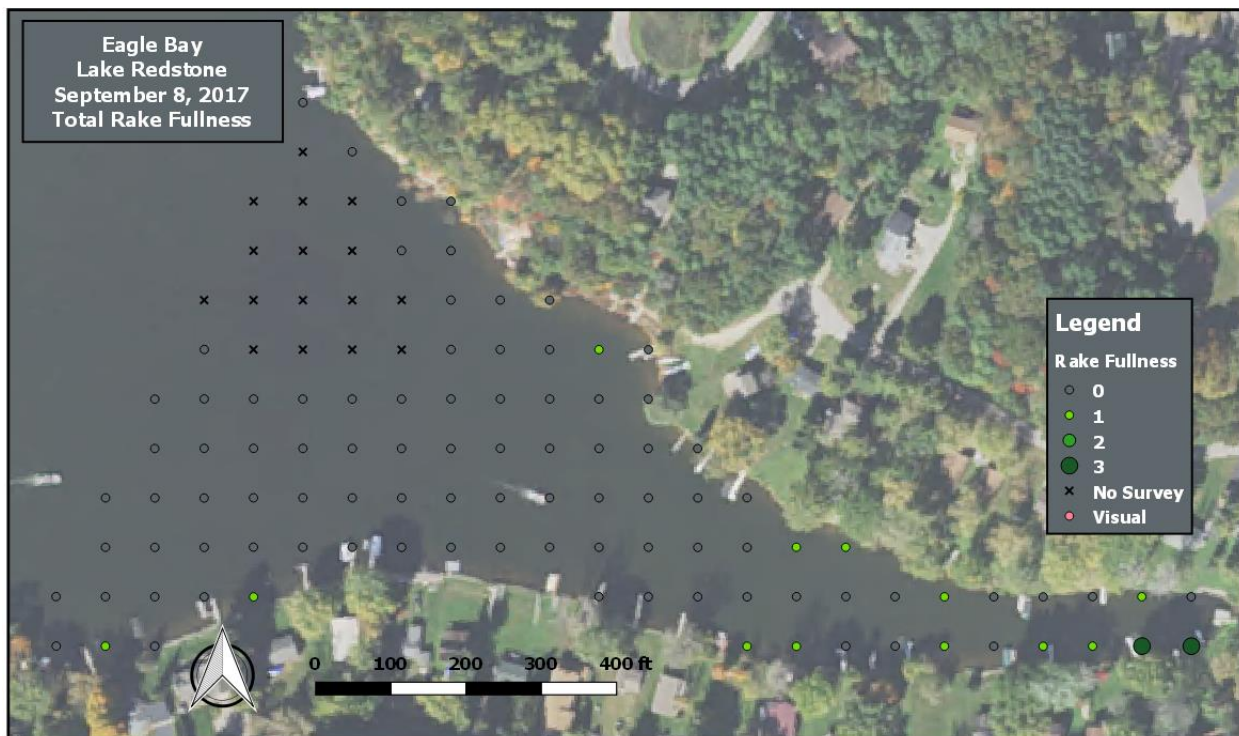 Eagle Bay
Lake Redstone
September 8, 2017
Total Rake Fullness
Legend
Rake Fullness
0
1
2
3
No Survey
Visual
0 100 200 300 400 ft